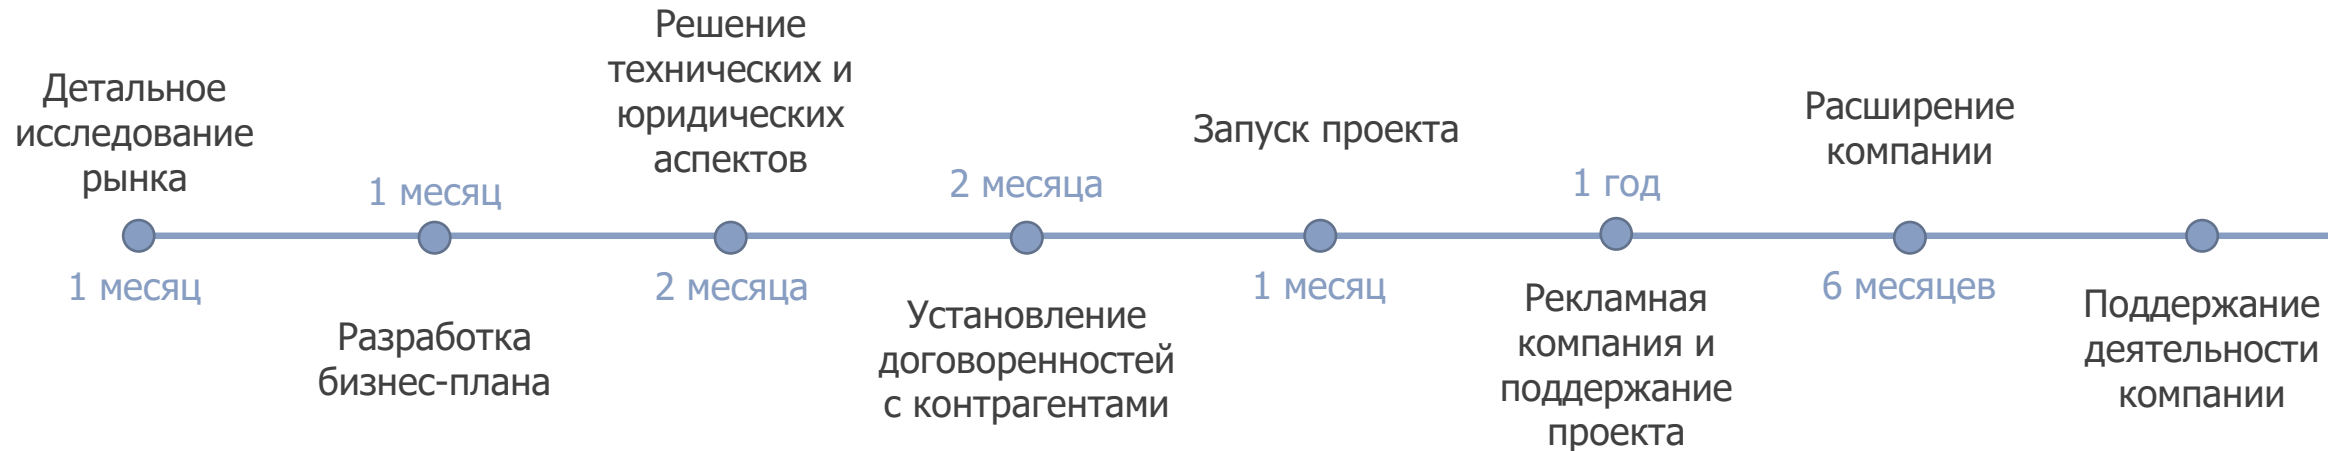 Детальное
исследование
рынка
1 месяц
1 месяц
Разработка
бизнес-плана
Решение
технических и
юридических
аспектов
2 месяца
2 месяца
Установление
договоренностей
с контрагентами
Запуск проекта
1 месяц
1 год
Рекламная
компания и
поддержание
проекта
Расширение
компании
6 месяцев
Поддержание
деятельности
компании